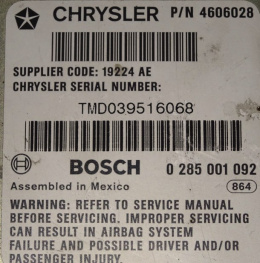 CHRYSLER P/N 4606028
SUPPLIER CODE: 19224 AE
CHRYSLER SERIAL NUMBER:
TMD039516068
BOSCH 0 285 001 092
Assembled in Mexico 864
WARNING: REFER TO SERVICE MANUAL
BEFORE SERVICING. IMPROPER SERVICING
CAN RESULT IN AIRBAG SYSTEM
FAILURE AND POSSIBLE DRIVER AND/OR
PASSENGER INJURY.